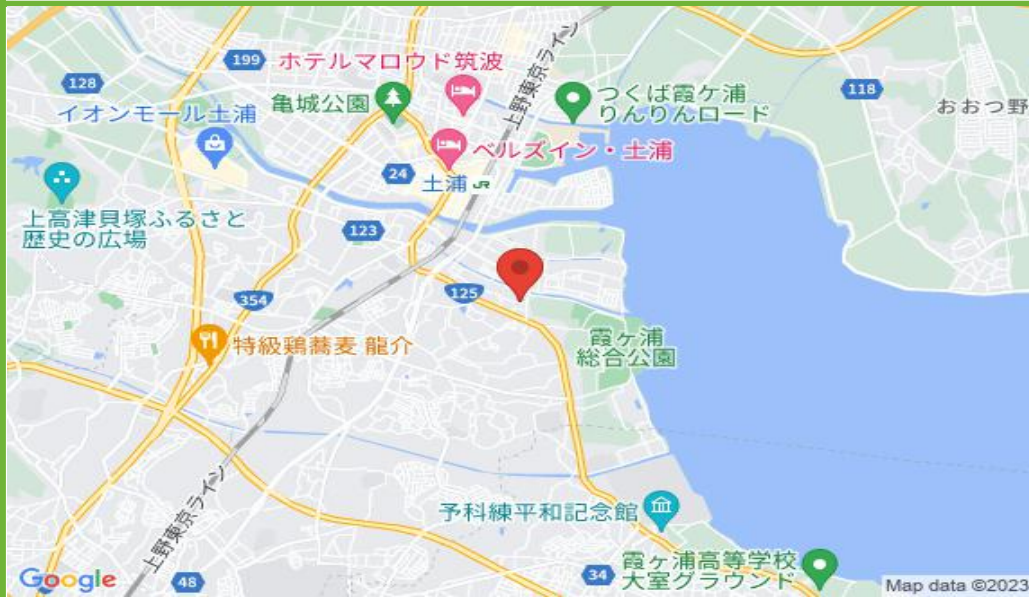 199
ホテルマロウド筑波
上野東京ライン
128
亀城公園
つくば霞ケ浦
りんりんロード
118
おおつ野
イオンモール土浦
ベルズイン・土浦
24
土浦 JR
上高津貝塚ふるさと
歴史の広場
123
354
125
特級鶏蕎麦 龍介
霞ヶ浦
総合公園
上野東京ライン
予科練平和記念館
霞ヶ浦高等学校
大室グラウンド
34
48
Google
Map data ©2023